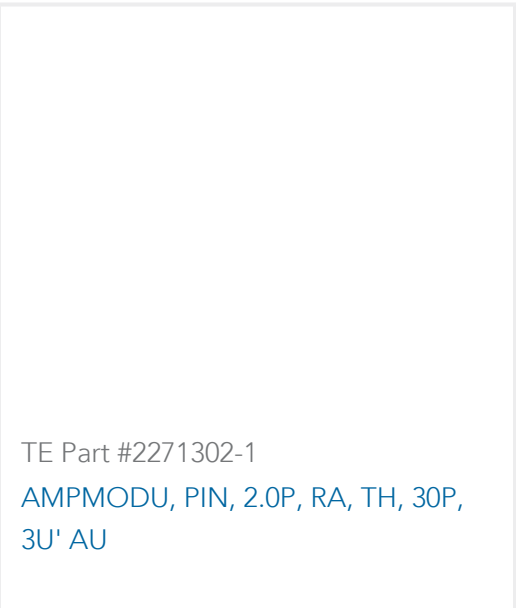 TE Part #2271302-1
AMPMODU, PIN, 2.0P, RA, TH, 30P,
3U' AU